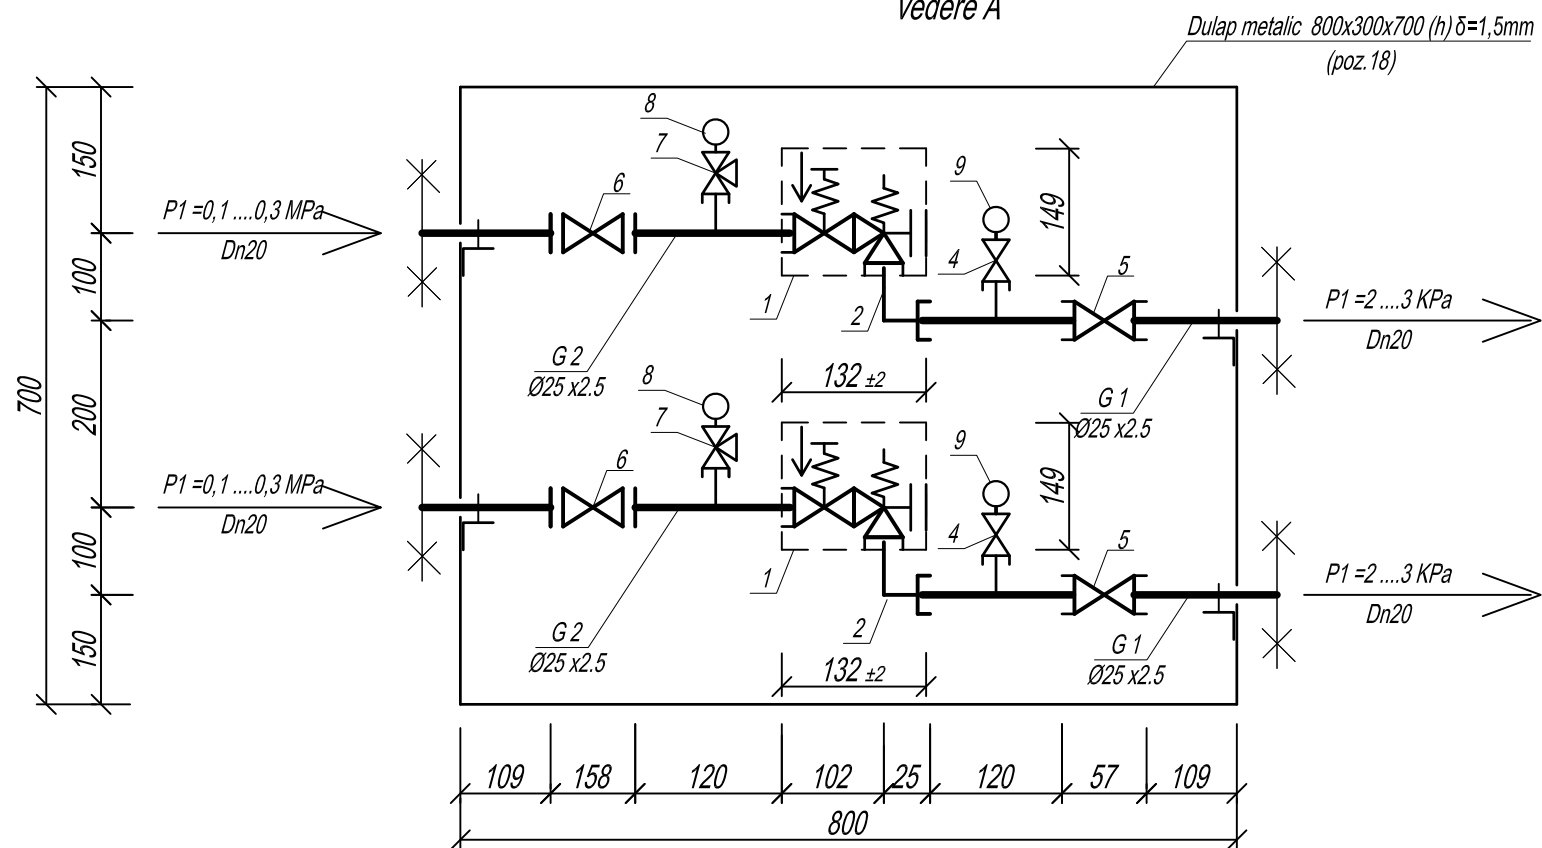 Vedere A
Dulap metalic 800x300x700 (h) δ=1,5mm
(poz.18)
150
100
200
100
150
700
P1 =0,1 ....0,3 MPa
Dn20
6
8
7
1
2
9
4
5
149
P1 =2 ....3 KPa
Dn20
G 2
Ø25 x2.5
132 ±2
G 1
Ø25 x2.5
P1 =0,1 ....0,3 MPa
Dn20
6
8
7
1
2
9
4
5
149
P1 =2 ....3 KPa
Dn20
G 2
Ø25 x2.5
132 ±2
G 1
Ø25 x2.5
109 158 120 102 25 120 57 109
800